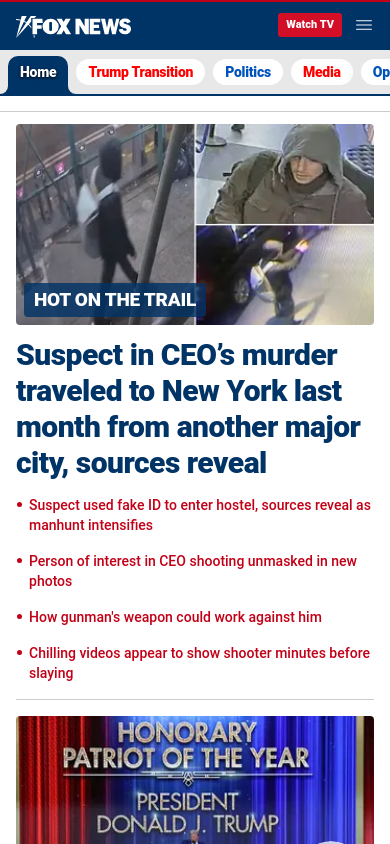 FOX NEWS
Watch TV
Home
Trump Transition
Politics
Media
Op
HOT ON THE TRAIL
Suspect in CEO’s murder
traveled to New York last
month from another major
city, sources reveal
Suspect used fake ID to enter hostel, sources reveal as
manhunt intensifies
Person of interest in CEO shooting unmasked in new
photos
How gunman's weapon could work against him
Chilling videos appear to show shooter minutes before
slaying
HONORARY
PATRIOT OF THE YEAR
PRESIDENT
DONALD J. TRUMP